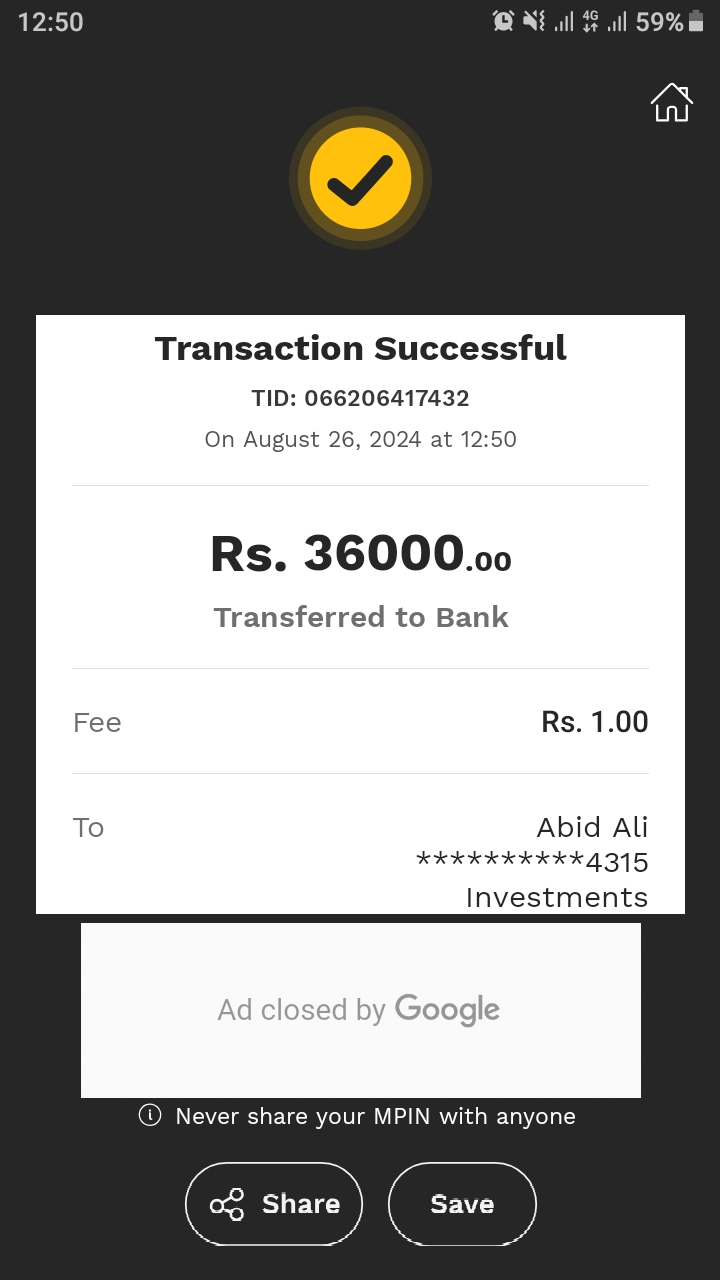 12:50
4G 59%
Transaction Successful
TID: 066206417432
On August 26, 2024 at 12:50
Rs. 36000.00
Transferred to Bank
Fee Rs. 1.00
To Abid Ali
**********4315
Investments
Ad closed by Google
Never share your MPIN with anyone
Share Save